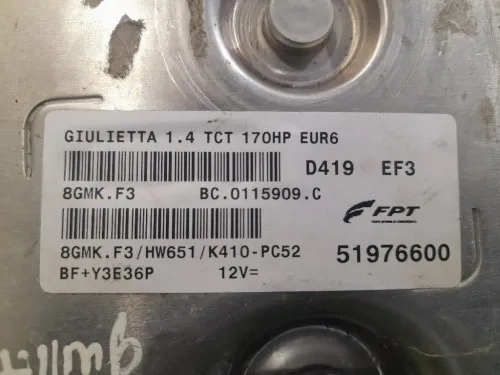 GIULIETTA 1.4 TCT 170HP EUR6
D419 EF3
8GMK.F3 BC.0115909.C
FPT
8GMK.F3/HW651/K410-PC52 51976600
BF+Y3E36P 12V=